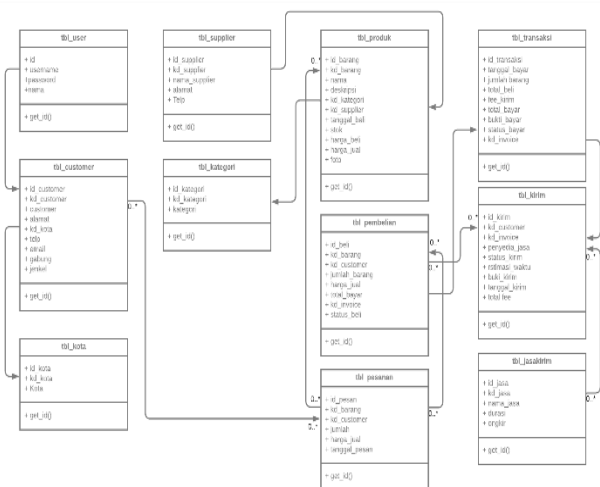 tbl_user
+ id
+ username
+password
+nama
+ get_id()
tbl_supplier
+ id_supplier
+ kd_supplier
+ nama_supplier
+ alamat
+ Telp
+ get_id()
tbl_produk
0..*
+ id_barang
+ kd_barang
+ nama
+ deskripsi
+ kd_kategori
+ kd_supplier
+ tanggal_beli
+ stok
+ harga_beli
+ harga_jual
+ foto
+ get_id()
tbl_transaksi
+ id_transaksi
+ tanggal_bayar
+ jumlah barang
+ total_beli
+ fee_kirim
+ total_bayar
+ bukti_bayar
+ status_bayar
+ kd_invoice
+ get_id()
tbl_customer
+ id_customer
+ kd_customer
+ customer
+ alamat
+ kd_kota
+ telp
+ email
+ gabung
+ jenkel
+ get_id()
0..*
tbl_kategori
+ id_kategori
+ kd_kategori
+ kategori
+ get_id()
tbl_pembelian
+ id_beli
+ kd_barang
+ kd_customer
+ jumlah_barang
+ harga_jual
+ total_bayar
+ kd_invoice
+ status_beli
+ get_id()
0..*
0..*
tbl_kirim
0..*
+ id_kirim
+ kd_customer
+ kd_invoice
+ penyedia_jasa
+ status_kirim
+ estimasi_waktu
+ bukti_kirim
+ tanggal_kirim
+ total fee
+ get_id()
0..*
tbl_kota
+ id_kota
+ kd_kota
+ Kota
+ get_id()
tbl_pesanan
+ id_pesan
+ kd_barang
+ kd_customer
+ jumlah
+ harga_jual
+ tanggal_pesan
+ get_id()
0..*
0..*
0..*
tbl_jasakirim
+ id_jasa
+ kd_jasa
+ nama_jasa
+ durasi
+ ongkir
+ get_id()
0..*